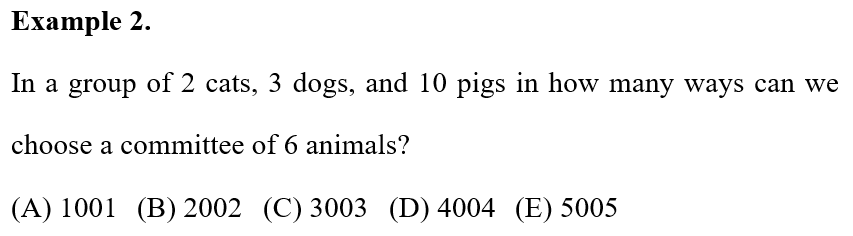 Example 2.
In a group of 2 cats, 3 dogs, and 10 pigs in how many ways can we
choose a committee of 6 animals?
(A) 1001 (B) 2002 (C) 3003 (D) 4004 (E) 5005